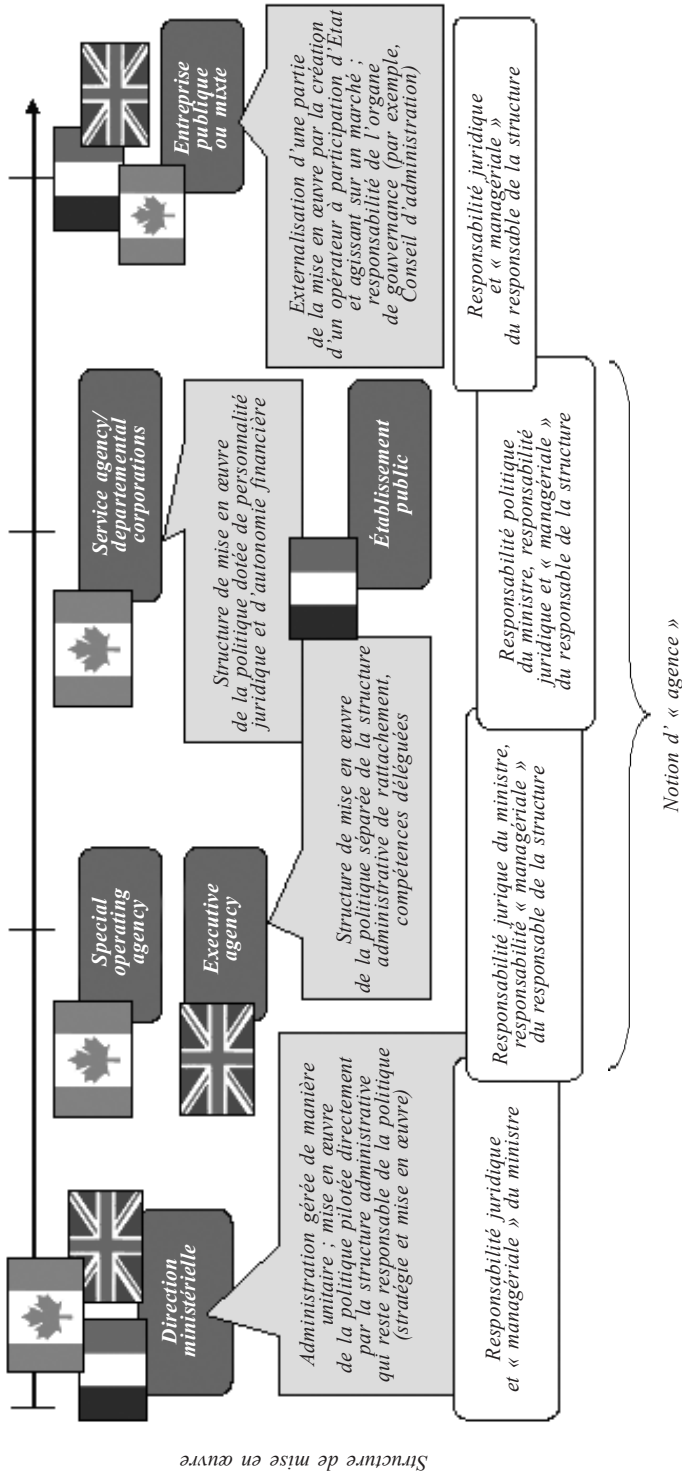 Structure de mise en œuvre
Direction
ministérielle
Administration gérée de manière
unitaire ; mise en œuvre
de la politique pilotée directement
par la structure administrative
qui reste responsable de la politique
(stratégie et mise en œuvre)
Responsabilité juridique
et « managériale » du ministre
Special
operating
agency
Executive
agency
Structure de mise en œuvre
de la politique séparée de la structure
administrative de rattachement,
compétences déléguées
Responsabilité jurique du ministre,
responsabilité « managériale »
du responsable de la structure
Service agency/
departemental
corporations
Structure de mise en œuvre
de la politique dotée de personnalité
juridique et d'autonomie financière
Établissement
public
Responsabilité politique
du ministre, responsabilité
juridique et « managériale »
du responsable de la structure
Entreprise
publique
ou mixte
Externalisation d'une partie
de la mise en œuvre par la création
d'un opérateur à participation d'État
et agissant sur un marché ;
responsabilité de l'organe
de gouvernance (par exemple,
Conseil d'administration)
Responsabilité juridique
et « managériale »
du responsable de la structure
Notion d' « agence »